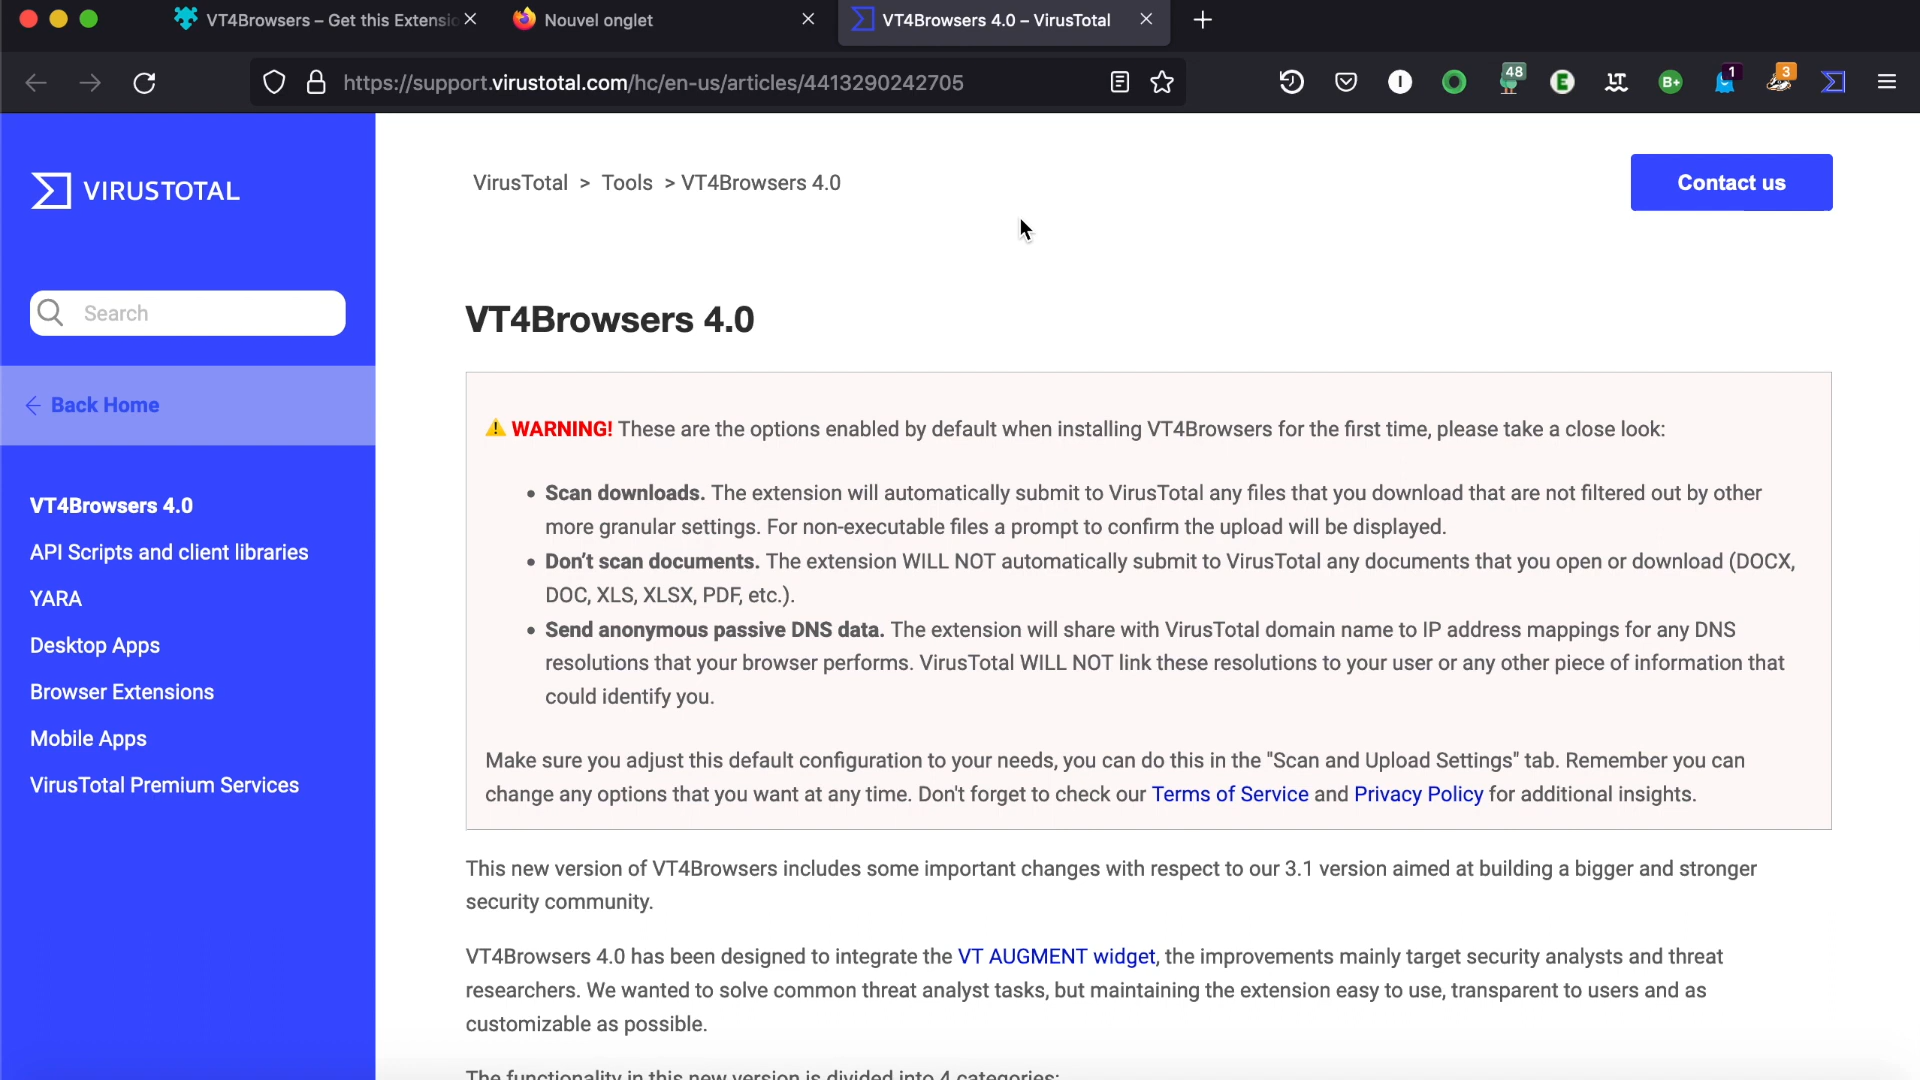 VT4Browsers – Get this Extensio
Nouvel onglet
VT4Browsers 4.0 – VirusTotal
https://support.virustotal.com/hc/en-us/articles/4413290242705
48
1
3
E
LT
B+
VIRUSTOTAL
Search
Back Home
VT4Browsers 4.0
API Scripts and client libraries
YARA
Desktop Apps
Browser Extensions
Mobile Apps
VirusTotal Premium Services
VirusTotal > Tools > VT4Browsers 4.0
Contact us
VT4Browsers 4.0
WARNING! These are the options enabled by default when installing VT4Browsers for the first time, please take a close look:
• Scan downloads. The extension will automatically submit to VirusTotal any files that you download that are not filtered out by other
more granular settings. For non-executable files a prompt to confirm the upload will be displayed.
• Don't scan documents. The extension WILL NOT automatically submit to VirusTotal any documents that you open or download (DOCX,
DOC, XLS, XLSX, PDF, etc.).
• Send anonymous passive DNS data. The extension will share with VirusTotal domain name to IP address mappings for any DNS
resolutions that your browser performs. VirusTotal WILL NOT link these resolutions to your user or any other piece of information that
could identify you.
Make sure you adjust this default configuration to your needs, you can do this in the "Scan and Upload Settings" tab. Remember you can
change any options that you want at any time. Don't forget to check our Terms of Service and Privacy Policy for additional insights.
This new version of VT4Browsers includes some important changes with respect to our 3.1 version aimed at building a bigger and stronger
security community.
VT4Browsers 4.0 has been designed to integrate the VT AUGMENT widget, the improvements mainly target security analysts and threat
researchers. We wanted to solve common threat analyst tasks, but maintaining the extension easy to use, transparent to users and as
customizable as possible.
The functionality in this new version is divided into 4 categories: